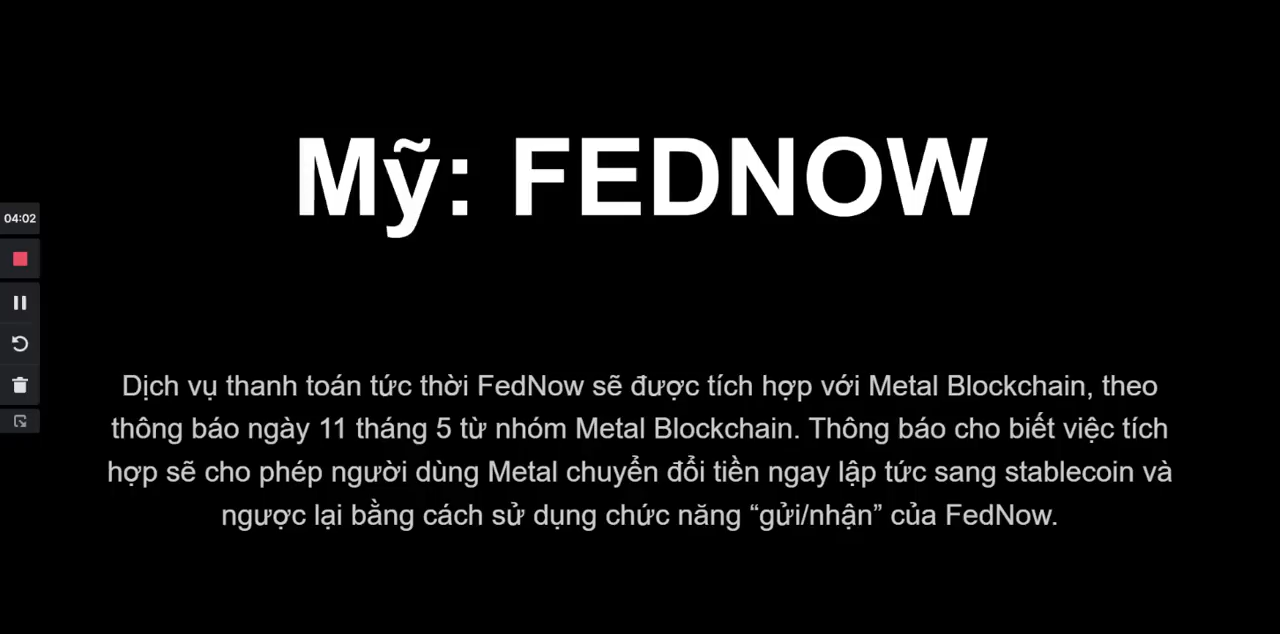 Mỹ: FEDNOW
04:02
Dịch vụ thanh toán tức thời FedNow sẽ được tích hợp với Metal Blockchain, theo
thông báo ngày 11 tháng 5 từ nhóm Metal Blockchain. Thông báo cho biết việc tích
hợp sẽ cho phép người dùng Metal chuyển đổi tiền ngay lập tức sang stablecoin và
ngược lại bằng cách sử dụng chức năng “gửi/nhận” của FedNow.